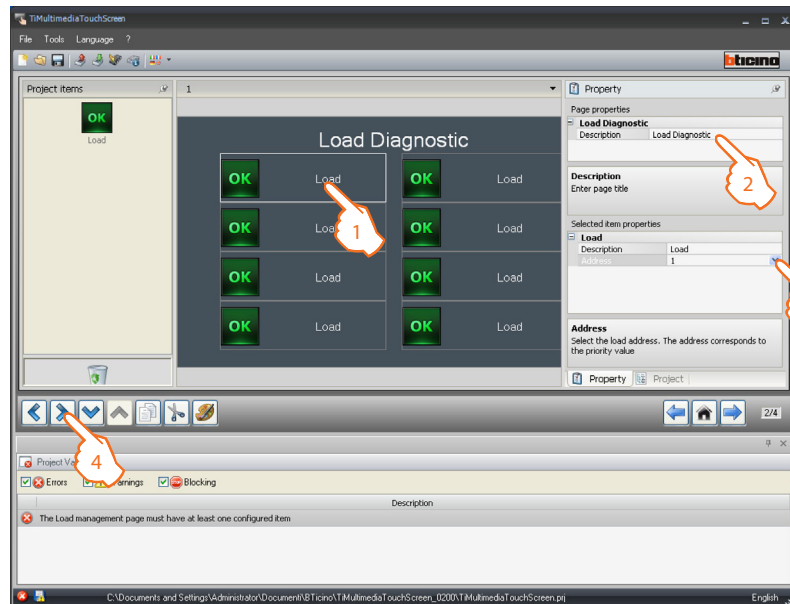 TiMultimediaTouchScreen
File Tools Language ?
bticino
Project items
1
Property
OK
Load
Load Diagnostic
OK Load OK Load
OK Loa OK Load
OK Load OK Load
OK Load OK Load
1
Page properties
Load Diagnostic
Description Load Diagnostic
2
Description
Enter page title
Selected item properties
Load
Description Load
Address 1
Address
Select the load address. The address corresponds to
the priority value
Property Project
2/4
4
Project Va
Errors arnings Blocking
Description
The Load management page must have at least one configured item
C:\Documents and Settings\Administrator\Documenti\BTicino\TiMultimediaTouchScreen_0200\TiMultimediaTouchScreen.prj
English